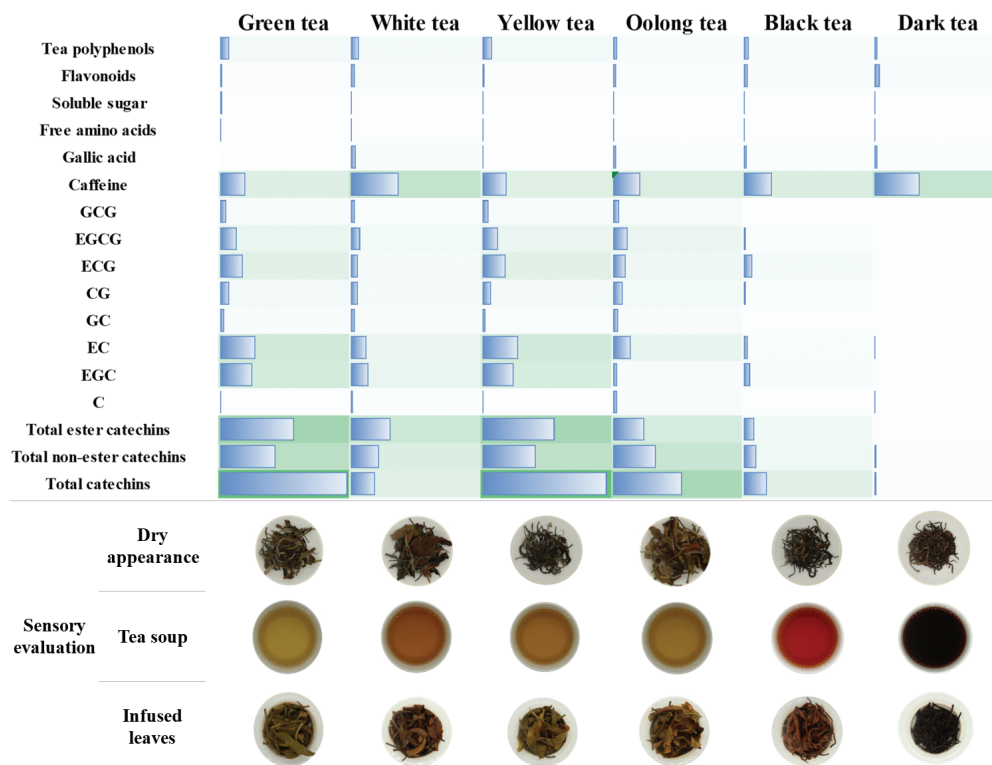 Green tea White tea Yellow tea Oolong tea Black tea Dark tea
Tea polyphenols
Flavonoids
Soluble sugar
Free amino acids
Gallic acid
Caffeine
GCG
EGCG
ECG
CG
GC
EC
EGC
C
Total ester catechins
Total non-ester catechins
Total catechins
Dry
appearance
Sensory
evaluation
Tea soup
Infused
leaves